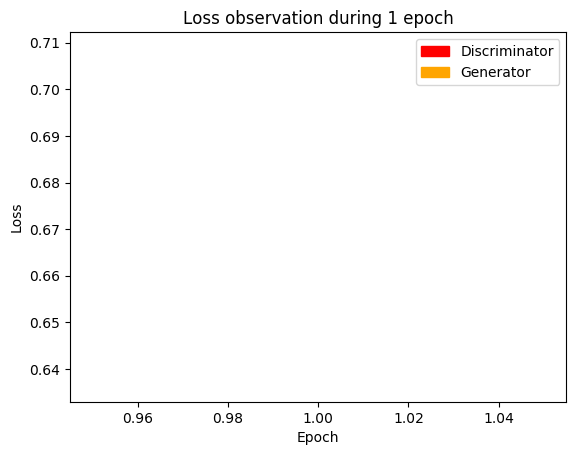 Loss observation during 1 epoch
Discriminator
Generator
0.71
0.70
0.69
0.68
0.67
0.66
0.65
0.64
Loss
0.96 0.98 1.00 1.02 1.04
Epoch